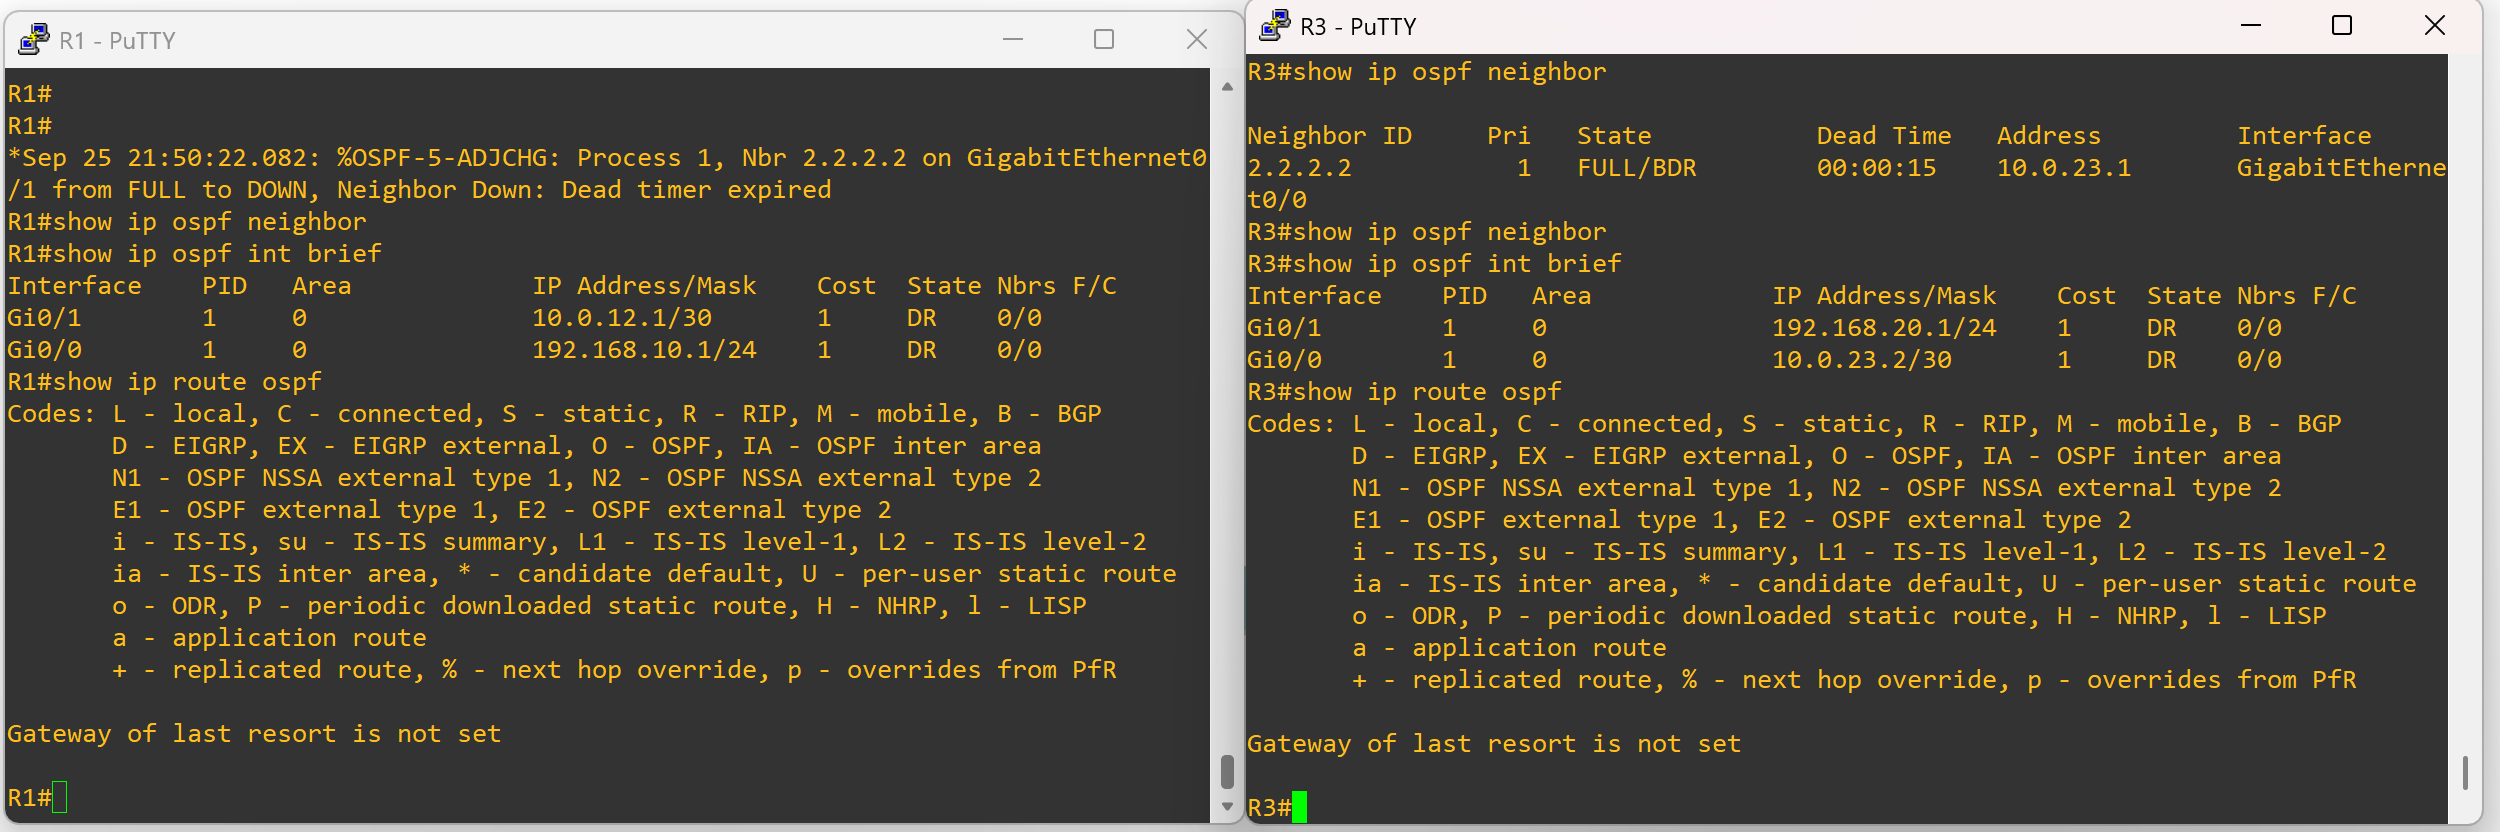 R1 - PuTTY
R1#
R1#
*Sep 25 21:50:22.082: %OSPF-5-ADJCHG: Process 1, Nbr 2.2.2.2 on GigabitEthernet0
/1 from FULL to DOWN, Neighbor Down: Dead timer expired
R1#show ip ospf neighbor
R1#show ip ospf int brief
Interface    PID   Area            IP Address/Mask    Cost  State Nbrs F/C
Gi0/1        1     0               10.0.12.1/30       1     DR    0/0
Gi0/0        1     0               192.168.10.1/24    1     DR    0/0
R1#show ip route ospf
Codes: L - local, C - connected, S - static, R - RIP, M - mobile, B - BGP
       D - EIGRP, EX - EIGRP external, O - OSPF, IA - OSPF inter area
       N1 - OSPF NSSA external type 1, N2 - OSPF NSSA external type 2
       E1 - OSPF external type 1, E2 - OSPF external type 2
       i - IS-IS, su - IS-IS summary, L1 - IS-IS level-1, L2 - IS-IS level-2
       ia - IS-IS inter area, * - candidate default, U - per-user static route
       o - ODR, P - periodic downloaded static route, H - NHRP, l - LISP
       a - application route
       + - replicated route, % - next hop override, p - overrides from PfR
Gateway of last resort is not set
R1#
R3 - PuTTY
R3#show ip ospf neighbor
Neighbor ID     Pri   State           Dead Time   Address         Interface
2.2.2.2           1   FULL/BDR        00:00:15    10.0.23.1       GigabitEtherne
t0/0
R3#show ip ospf neighbor
R3#show ip ospf int brief
Interface    PID   Area            IP Address/Mask    Cost  State Nbrs F/C
Gi0/1        1     0               192.168.20.1/24    1     DR    0/0
Gi0/0        1     0               10.0.23.2/30       1     DR    0/0
R3#show ip route ospf
Codes: L - local, C - connected, S - static, R - RIP, M - mobile, B - BGP
       D - EIGRP, EX - EIGRP external, O - OSPF, IA - OSPF inter area
       N1 - OSPF NSSA external type 1, N2 - OSPF NSSA external type 2
       E1 - OSPF external type 1, E2 - OSPF external type 2
       i - IS-IS, su - IS-IS summary, L1 - IS-IS level-1, L2 - IS-IS level-2
       ia - IS-IS inter area, * - candidate default, U - per-user static route
       o - ODR, P - periodic downloaded static route, H - NHRP, l - LISP
       a - application route
       + - replicated route, % - next hop override, p - overrides from PfR
Gateway of last resort is not set
R3#